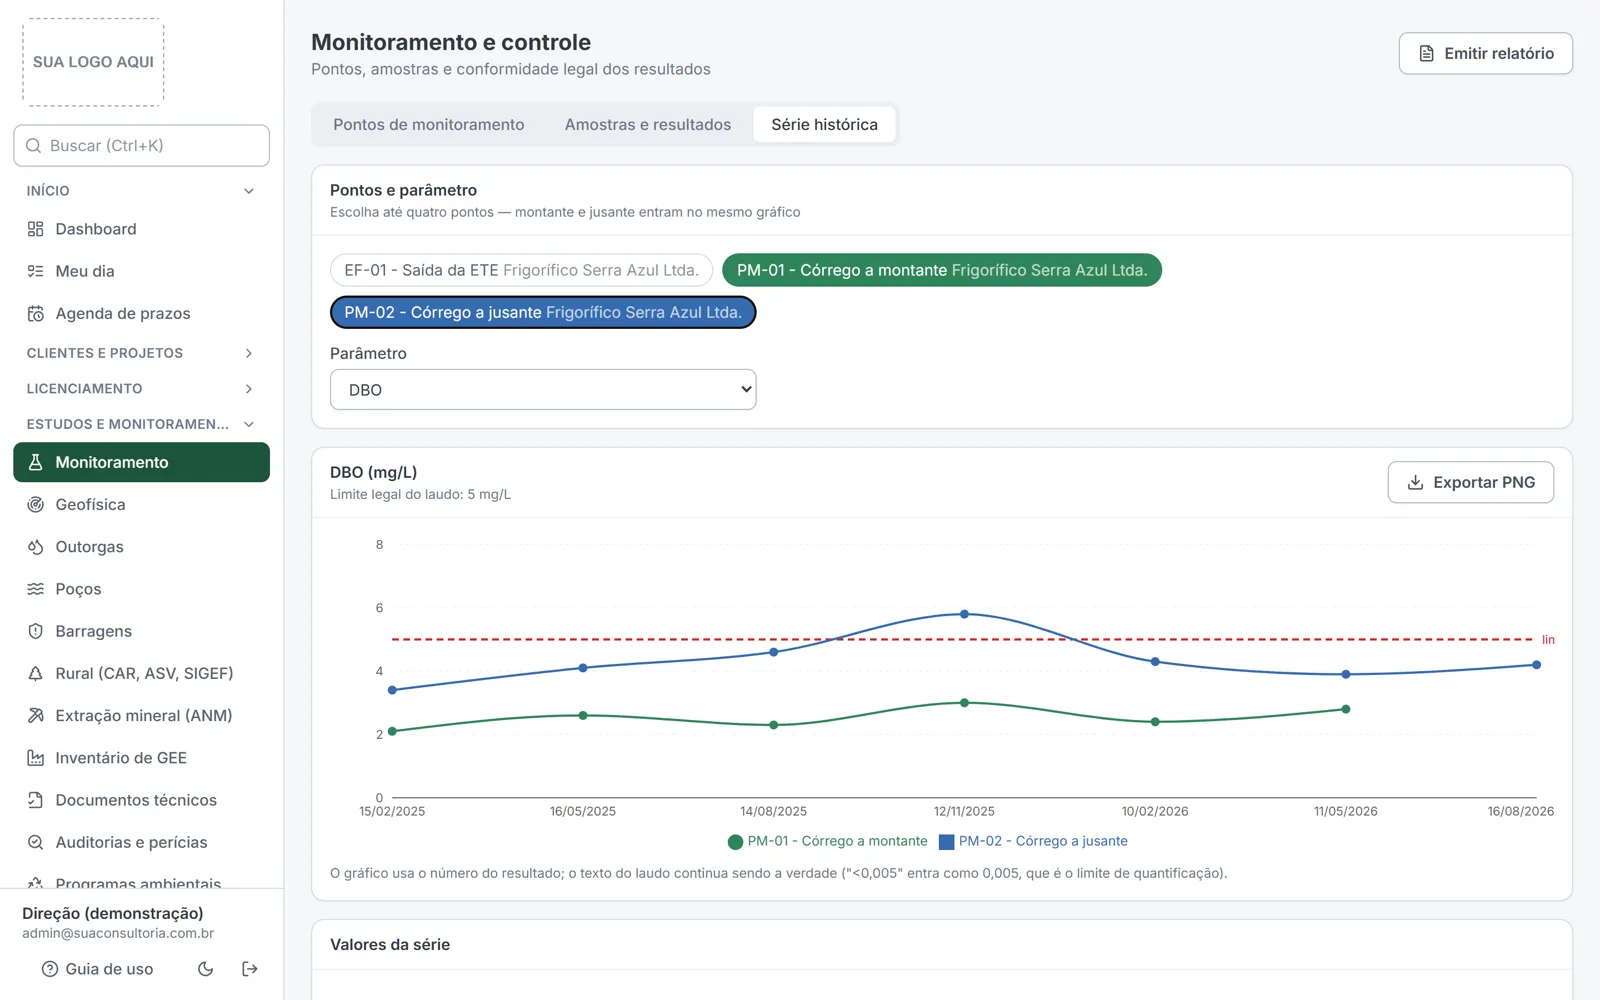 SUA LOGO AQUI
Buscar (Ctrl+K)
INÍCIO
Dashboard
Meu dia
Agenda de prazos
CLIENTES E PROJETOS
LICENCIAMENTO
ESTUDOS E MONITORAMEN...
Monitoramento
Geofísica
Outorgas
Poços
Barragens
Rural (CAR, ASV, SIGEF)
Extração mineral (ANM)
Inventário de GEE
Documentos técnicos
Auditorias e perícias
Programas ambientais
Direção (demonstração)
admin@suaconsultoria.com.br
Guia de uso
Monitoramento e controle
Pontos, amostras e conformidade legal dos resultados
Emitir relatório
Pontos de monitoramento
Amostras e resultados
Série histórica
Pontos e parâmetro
Escolha até quatro pontos — montante e jusante entram no mesmo gráfico
EF-01 - Saída da ETE Frigorífico Serra Azul Ltda.
PM-01 - Córrego a montante Frigorífico Serra Azul Ltda.
PM-02 - Córrego a jusante Frigorífico Serra Azul Ltda.
Parâmetro
DBO
DBO (mg/L)
Limite legal do laudo: 5 mg/L
Exportar PNG
8
6
4
2
0
lin
15/02/2025
16/05/2025
14/08/2025
12/11/2025
10/02/2026
11/05/2026
16/08/2026
PM-01 - Córrego a montante
PM-02 - Córrego a jusante
O gráfico usa o número do resultado; o texto do laudo continua sendo a verdade ("<0,005" entra como 0,005, que é o limite de quantificação).
Valores da série